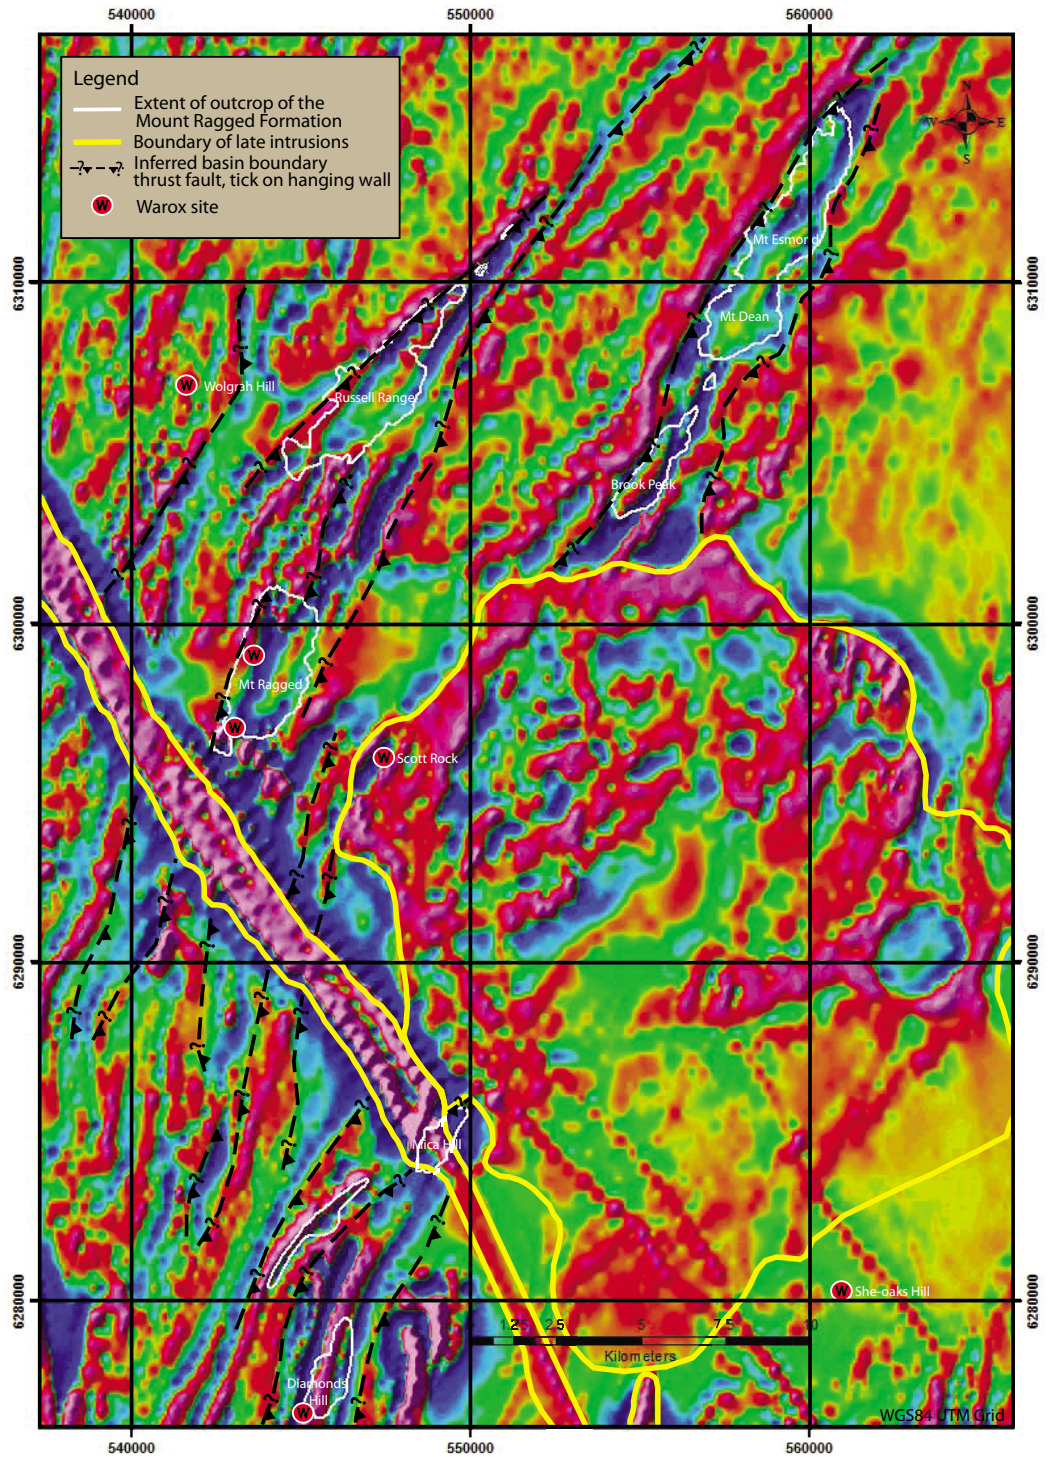 540000
550000
560000
Legend
Extent of outcrop of the
Mount Ragged Formation
Boundary of late intrusions
Inferred basin boundary
thrust fault, tick on hanging wall
W Warox site
N
W E
S
Mt Esmond
6310000
6310000
Mt Dean
W Wolgrah Hill
Russell Range
Brook Peak
6300000
6300000
W
Mt Ragged
W
W Scott Rock
6290000
6290000
Mica Hill
6280000
6280000
W She-oaks Hill
2.5 5 7.5 10
Kilometers
Diamonds
Hill
W
WGS84 UTM Grid
540000
550000
560000